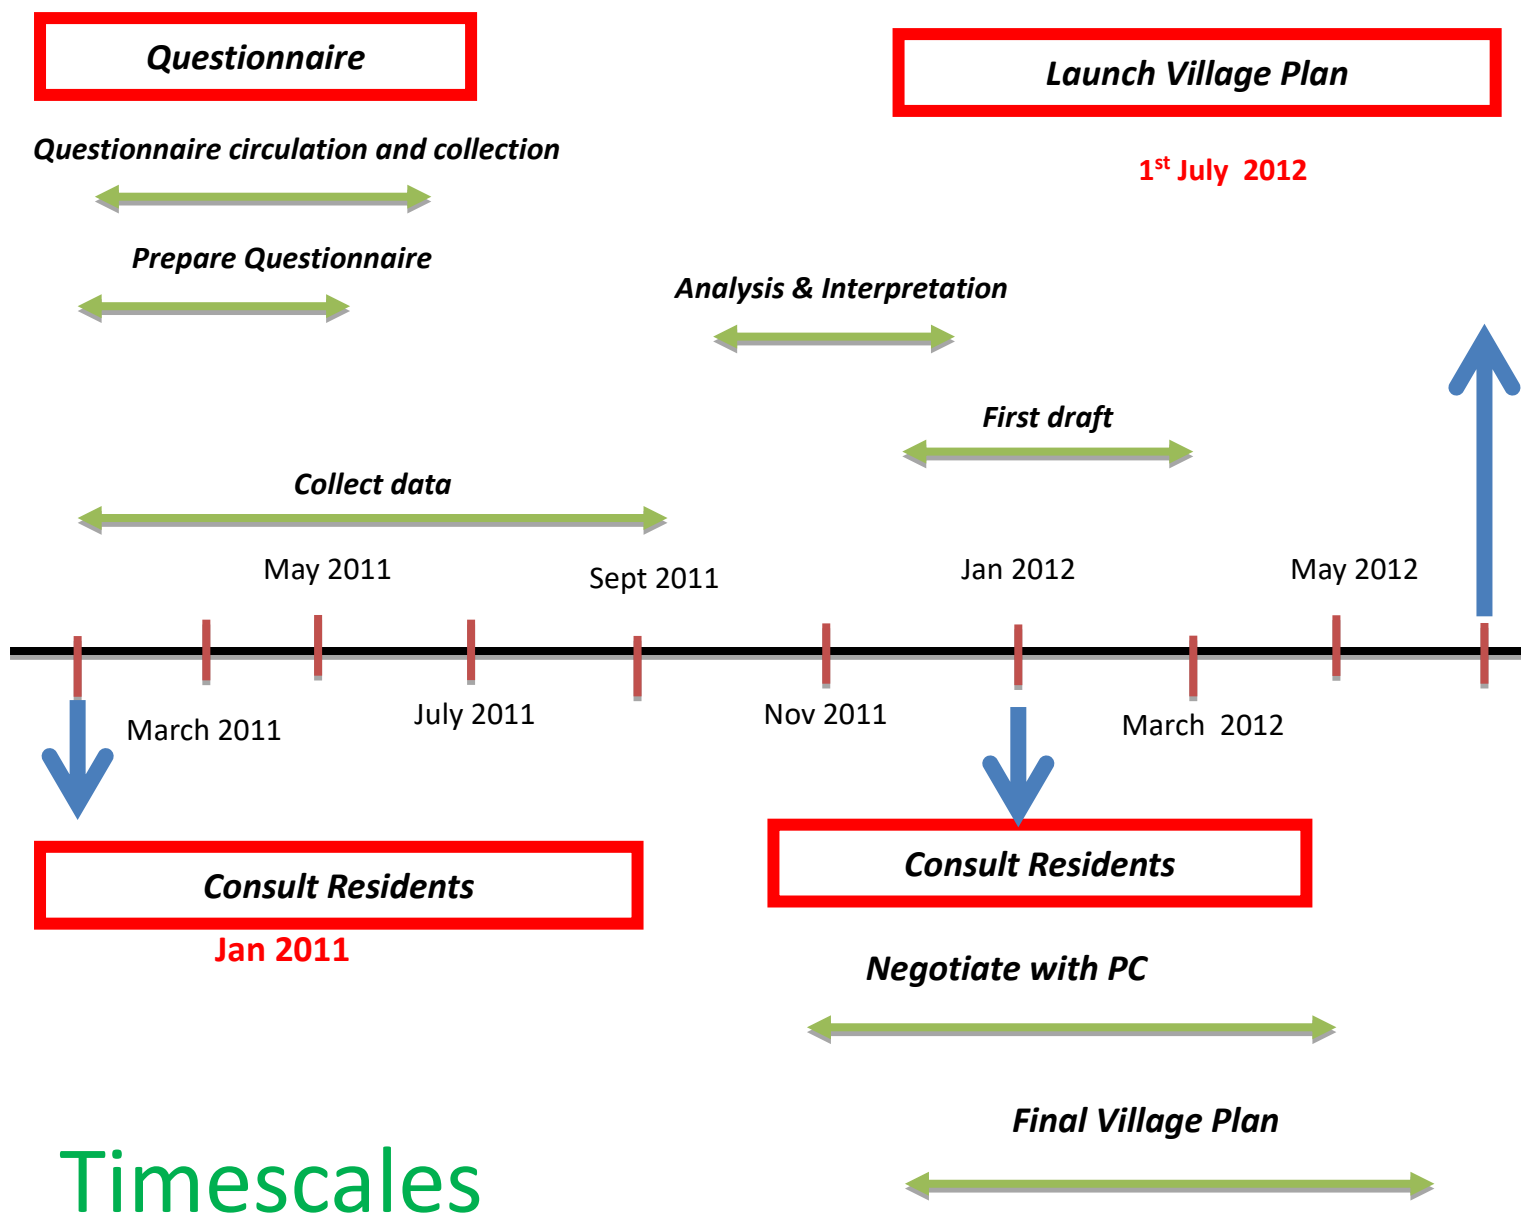 Questionnaire
Launch Village Plan
Questionnaire circulation and collection
1st July 2012
Prepare Questionnaire
Analysis & Interpretation
First draft
Collect data
May 2011
Sept 2011
Jan 2012
May 2012
March 2011
July 2011
Nov 2011
March 2012
Consult Residents
Jan 2011
Consult Residents
Negotiate with PC
Final Village Plan
Timescales